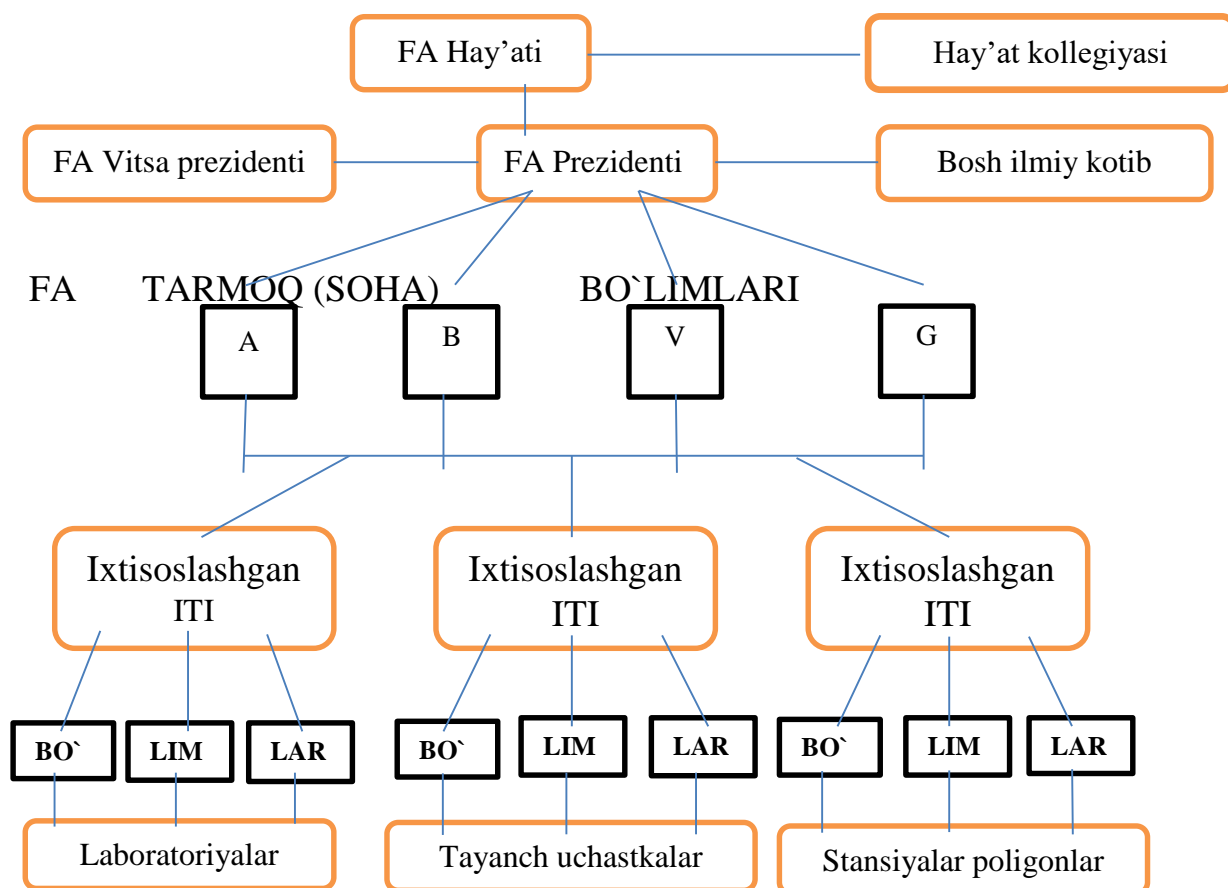 FA Hay’ati
Hay’at kollegiyasi
FA Vitsa prezidenti
FA Prezidenti
Bosh ilmiy kotib
FA TARMOQ (SOHA) BO`LIMLARI
A
B
V
G
Ixtisoslashgan
ITI
Ixtisoslashgan
ITI
Ixtisoslashgan
ITI
BO`
LIM
LAR
BO`
LIM
LAR
BO`
LIM
LAR
Laboratoriyalar
Tayanch uchastkalar
Stansiyalar poligonlar